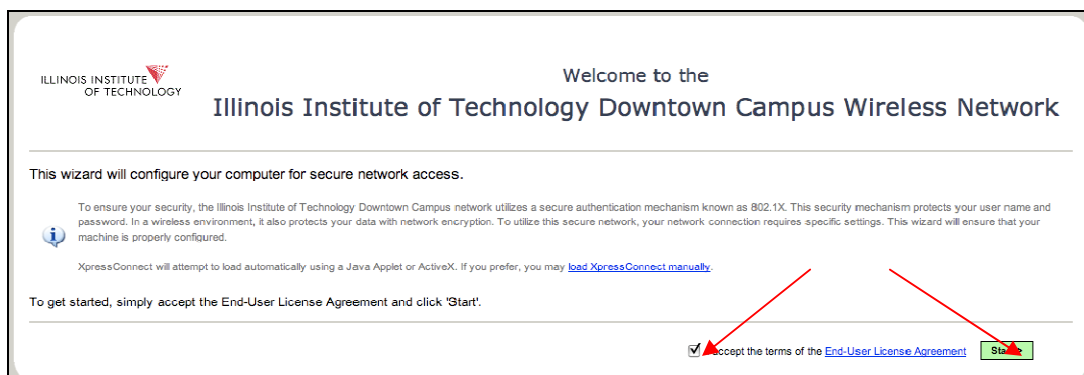 ILLINOIS INSTITUTE
OF TECHNOLOGY
Welcome to the
Illinois Institute of Technology Downtown Campus Wireless Network
This wizard will configure your computer for secure network access.
To ensure your security, the Illinois Institute of Technology Downtown Campus network utilizes a secure authentication mechanism known as 802.1X. This security mechanism protects your user name and
password. In a wireless environment, it also protects your data with network encryption. To utilize this secure network, your network connection requires specific settings. This wizard will ensure that your
machine is properly configured.
XpressConnect will attempt to load automatically using a Java Applet or ActiveX. If you prefer, you may load XpressConnect manually.
To get started, simply accept the End-User License Agreement and click 'Start'.
accept the terms of the End-User License Agreement